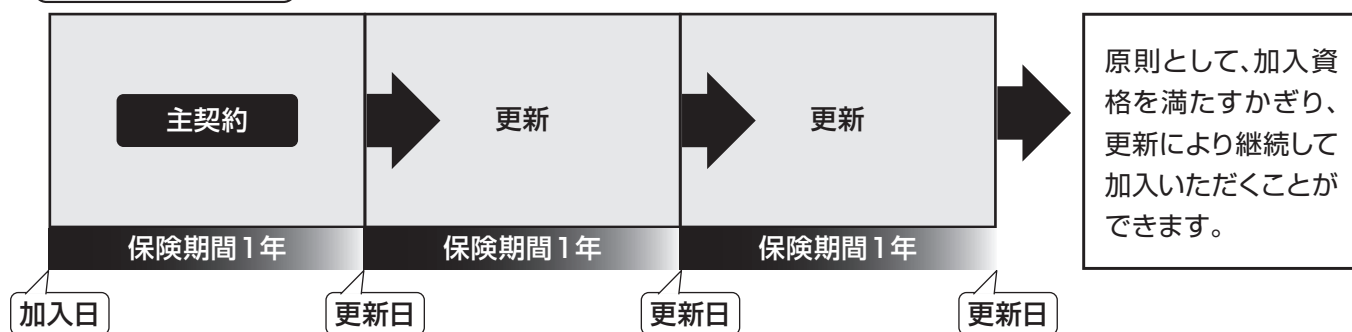 主契約
更新
更新
原則として、加入資
格を満たすかぎり、
更新により継続して
加入いただくことが
できます。
保険期間1年
保険期間1年
保険期間1年
加入日
更新日
更新日
更新日